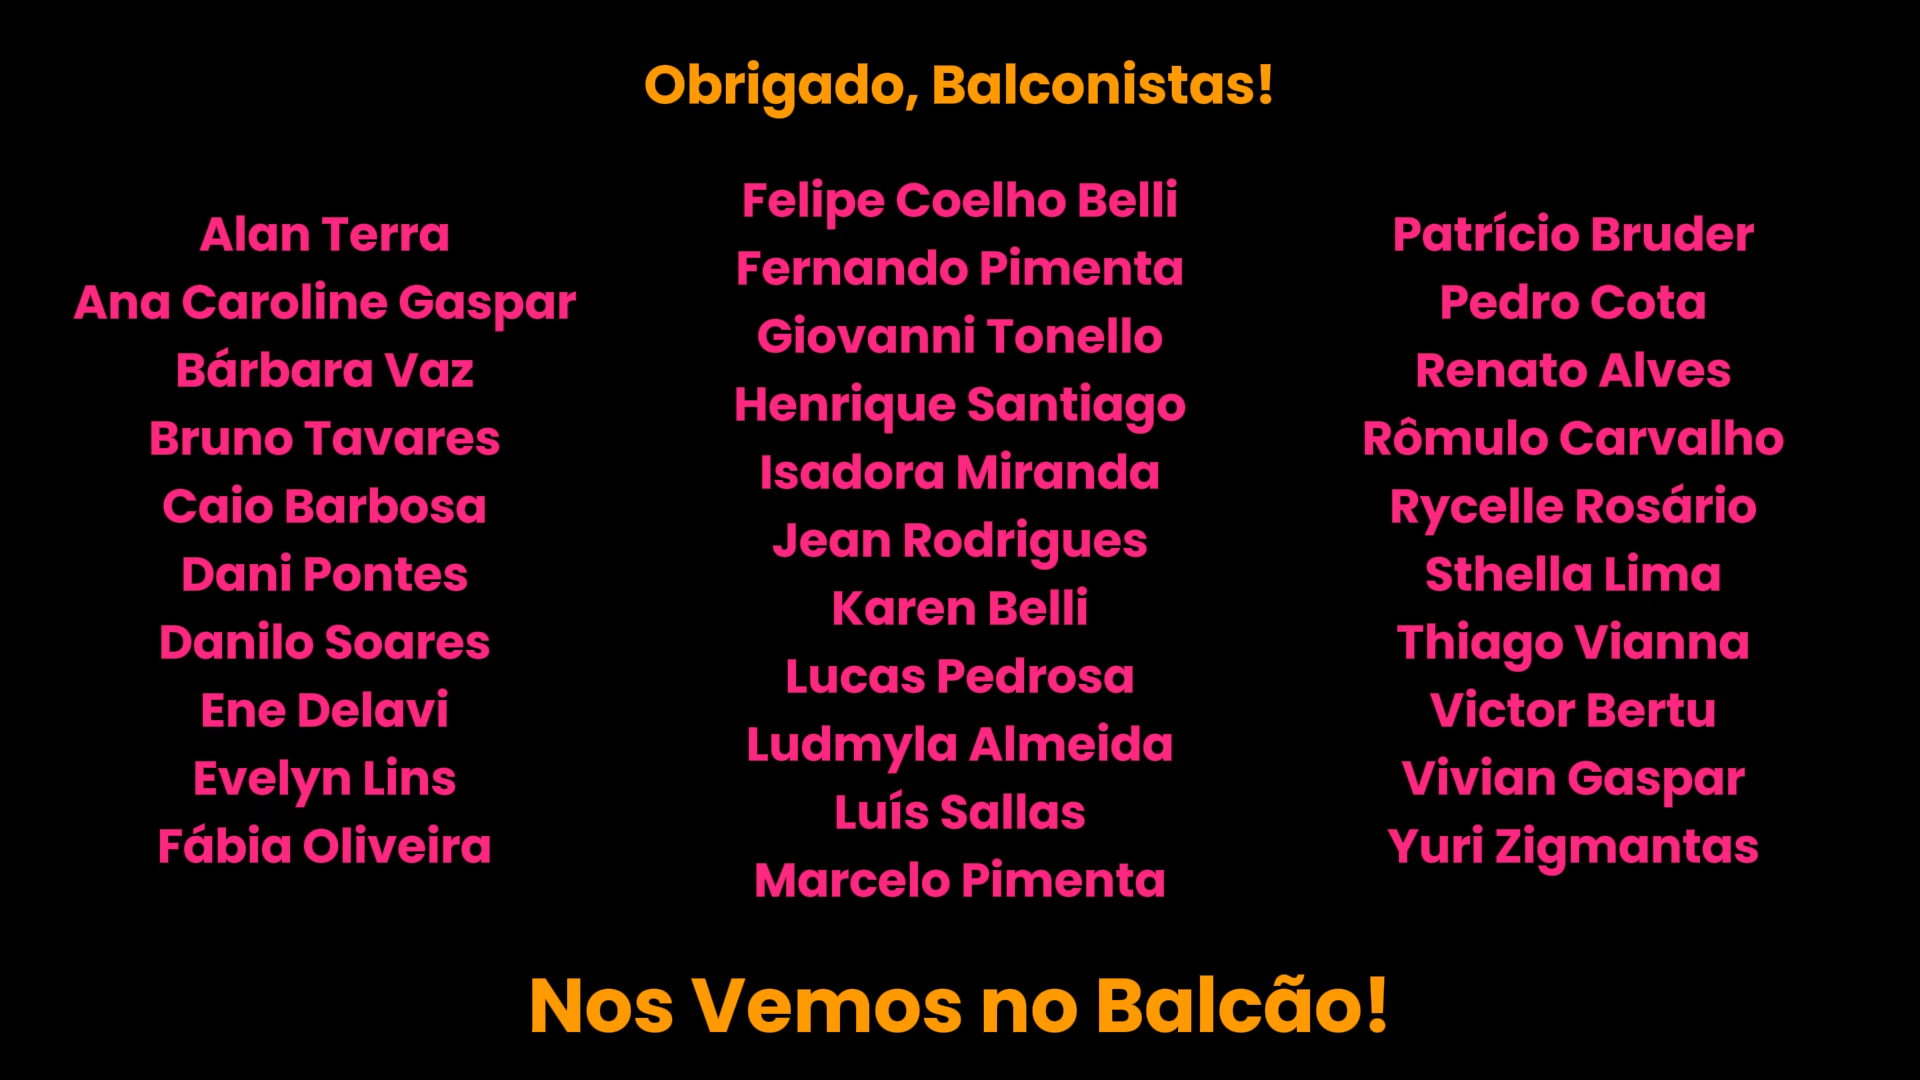 Obrigado, Balconistas!
Alan Terra
Ana Caroline Gaspar
Bárbara Vaz
Bruno Tavares
Caio Barbosa
Dani Pontes
Danilo Soares
Ene Delavi
Evelyn Lins
Fábia Oliveira
Felipe Coelho Belli
Fernando Pimenta
Giovanni Tonello
Henrique Santiago
Isadora Miranda
Jean Rodrigues
Karen Belli
Lucas Pedrosa
Ludmyla Almeida
Luís Sallas
Marcelo Pimenta
Patrício Bruder
Pedro Cota
Renato Alves
Rômulo Carvalho
Rycelle Rosário
Sthella Lima
Thiago Vianna
Victor Bertu
Vivian Gaspar
Yuri Zigmantas
Nos Vemos no Balcão!